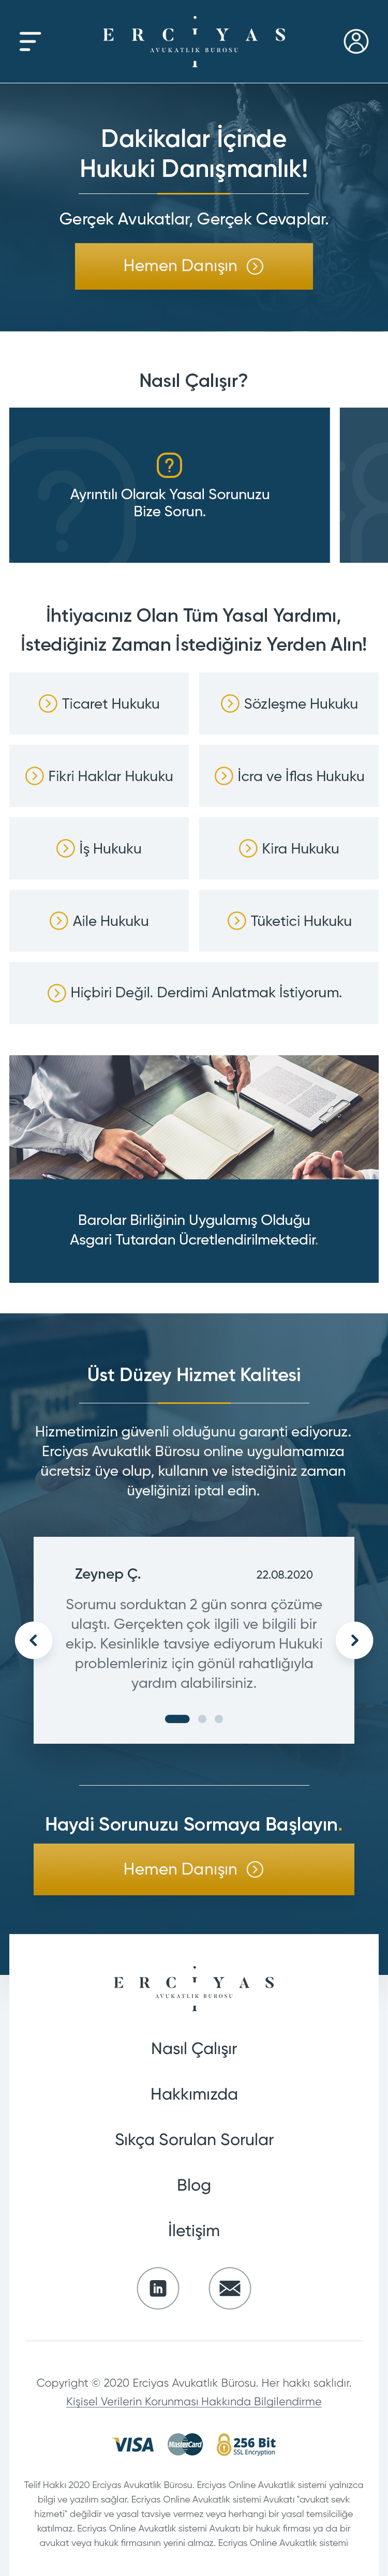 ERCIYAS
AVUKATLIK BUROSU
Dakikalar İçinde
Hukuki Danışmanlık!
Gerçek Avukatlar, Gerçek Cevaplar.
Hemen Danışın
Nasıl Çalışır?
Ayrıntılı Olarak Yasal Sorunuzu
Bize Sorun.
İhtiyacınız Olan Tüm Yasal Yardımı,
İstediğiniz Zaman İstediğiniz Yerden Alın!
Ticaret Hukuku
Sözleşme Hukuku
Fikri Haklar Hukuku
İcra ve İflas Hukuku
İş Hukuku
Kira Hukuku
Aile Hukuku
Tüketici Hukuku
Hiçbiri Değil. Derdimi Anlatmak İstiyorum.
Barolar Birliğinin Uygulamış Olduğu
Asgari Tutardan Ücretlendirilmektedir.
Üst Düzey Hizmet Kalitesi
Hizmetimizin güvenli olduğunu garanti ediyoruz.
Erciyas Avukatlık Bürosu online uygulamamıza
ücretsiz üye olup, kullanın ve istediğiniz zaman
üyeliğinizi iptal edin.
Zeynep Ç.
22.08.2020
Sorumu sorduktan 2 gün sonra çözüme
ulaştı. Gerçekten çok ilgili ve bilgili bir
ekip. Kesinlikle tavsiye ediyorum Hukuki
problemleriniz için gönül rahatlığıyla
yardım alabilirsiniz.
Haydi Sorunuzu Sormaya Başlayın.
Hemen Danışın
ERCIYAS
AVUKATLIK BUROSU
Nasıl Çalışır
Hakkımızda
Sıkça Sorulan Sorular
Blog
İletişim
in
Copyright © 2020 Erciyas Avukatlık Bürosu. Her hakkı saklıdır.
Kişisel Verilerin Korunması Hakkında Bilgilendirme
VISA
MasterCard
256 Bit
SSL Encryption
Telif Hakkı 2020 Erciyas Avukatlık Bürosu. Erciyas Online Avukatlık sistemi yalnızca
bilgi ve yazılım sağlar. Erciyas Online Avukatlık sistemi Avukatı "avukat sevk
hizmeti" değildir ve yasal tavsiye vermez veya herhangi bir yasal temsilciliğe
katılmaz. Ecriyas Online Avukatlık sistemi Avukatı bir hukuk firması ya da bir
avukat veya hukuk firmasının yerini almaz. Ecriyas Online Avukatlık sistemi